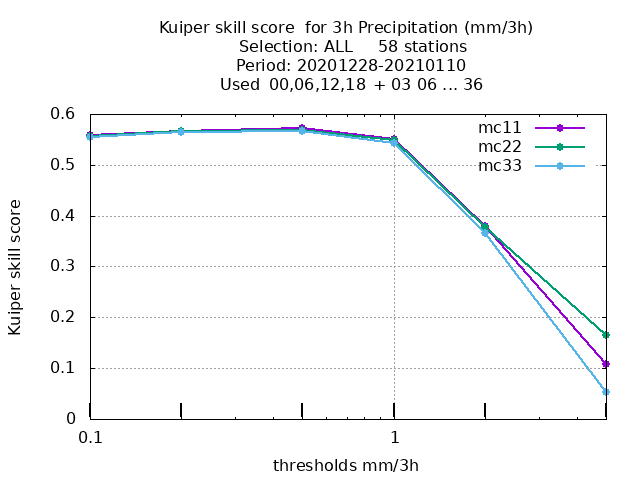 Kuiper skill score  for 3h Precipitation (mm/3h)
Selection: ALL     58 stations
Period: 20201228-20210110
Used  00,06,12,18  + 03 06 ... 36
0.6
0.5
0.4
0.3
0.2
0.1
0
Kuiper skill score
mc11
mc22
mc33
0.1
1
thresholds mm/3h